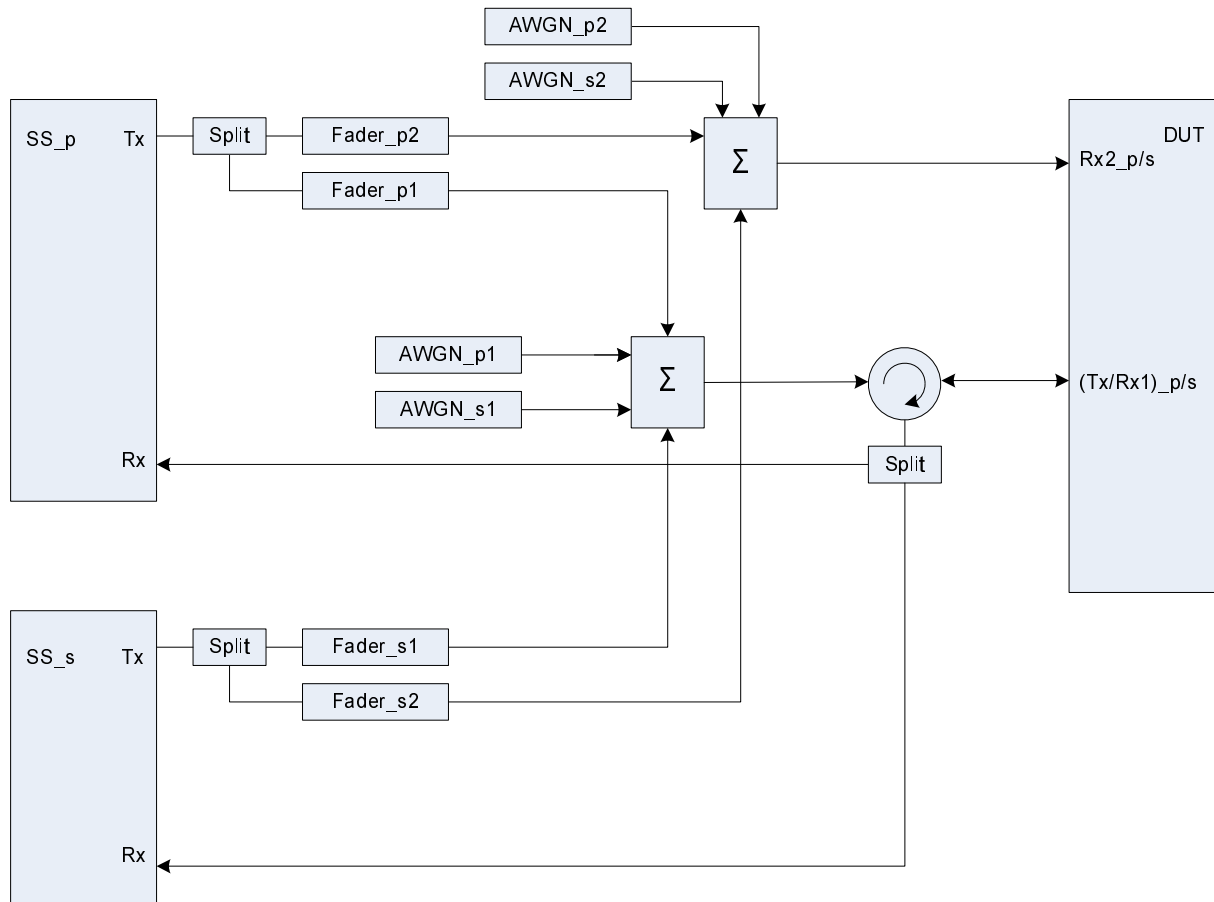 AWGN_p2
AWGN_s2
SS_p
Tx
Split
Fader_p2
Fader_p1
Σ
DUT
Rx2_p/s
AWGN_p1
AWGN_s1
Σ
(Tx/Rx1)_p/s
Rx
Split
SS_s
Tx
Split
Fader_s1
Fader_s2
Rx